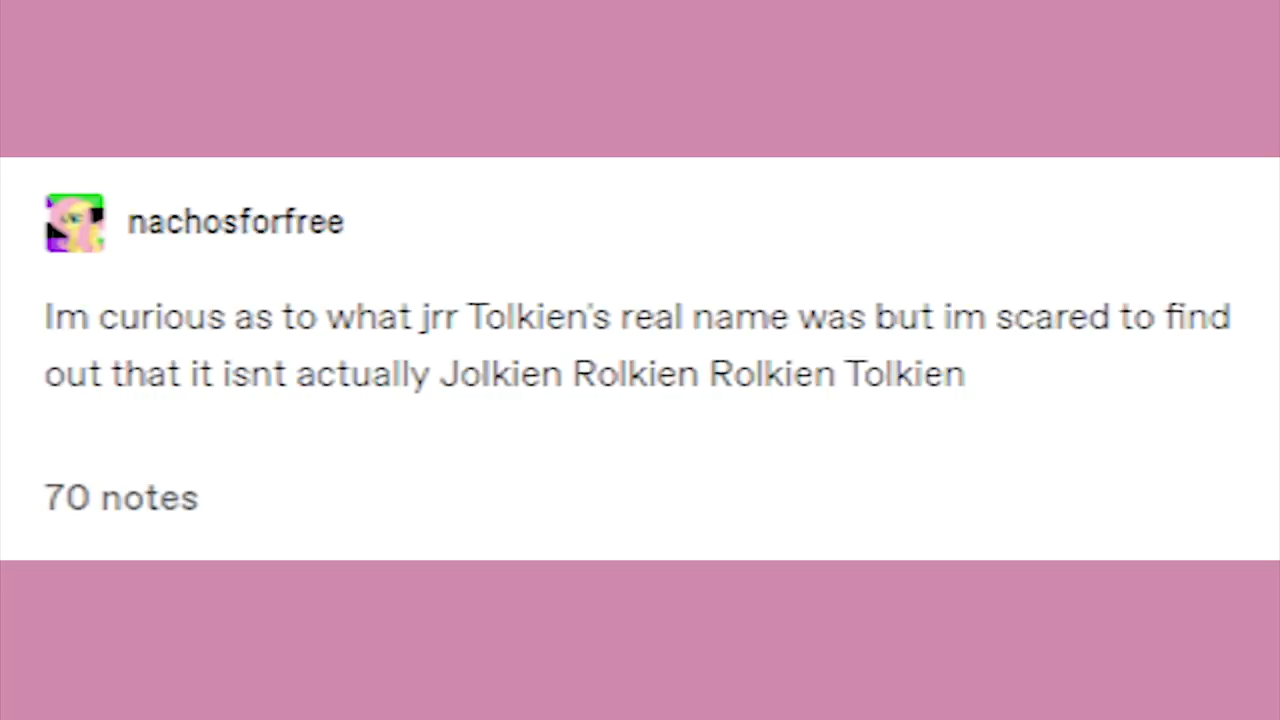 nachosforfree
Im curious as to what jrr Tolkien's real name was but im scared to find
out that it isnt actually Jolkien Rolkien Rolkien Tolkien
70 notes